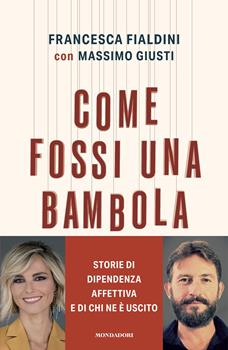 FRANCESCA FIALDINI
con MASSIMO GIUSTI
COME
FOSSI UNA
BAMBOLA
STORIE DI
DIPENDENZA
AFFETTIVA
E DI CHI NE È USCITO
MONDADORI